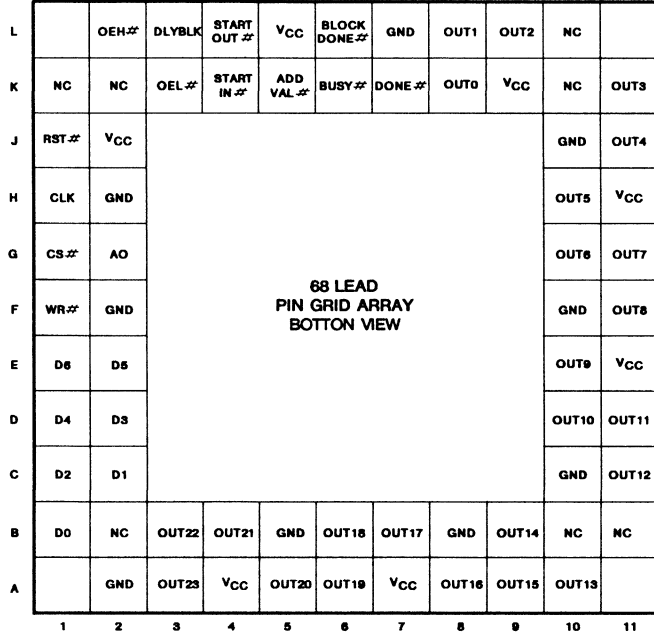 L OEH# DLYBLK START OUT # VCC BLOCK DONE# GND OUT1 OUT2 NC
K NC NC OEL# START IN # ADD VAL # BUSY# DONE# OUT0 VCC NC OUT3
J RST# VCC GND OUT4
H CLK GND OUT5 VCC
G CS# AO OUT6 OUT7
68 LEAD
PIN GRID ARRAY
BOTTON VIEW
F WR# GND GND OUT8
E D6 D5 OUT9 VCC
D D4 D3 OUT10 OUT11
C D2 D1 GND OUT12
B D0 NC OUT22 OUT21 GND OUT18 OUT17 GND OUT14 NC NC
A GND OUT23 VCC OUT20 OUT19 VCC OUT16 OUT15 OUT13
1 2 3 4 5 6 7 8 9 10 11